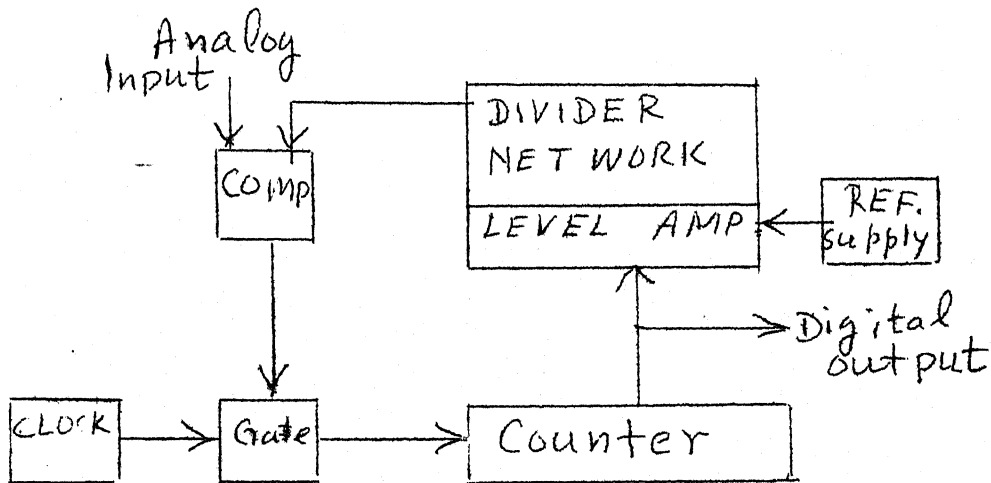 Analog
Input
DIVIDER
NETWORK
COMP
LEVEL AMP
REF.
supply
Digital
output
CLOCK
Gate
Counter